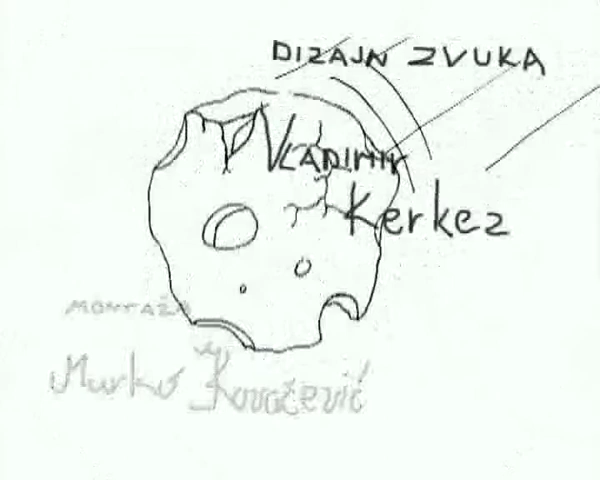 DIZAJN ZVUKA
VLADIMIR
Kerkez
MONTAŽA
Marko Kovačević